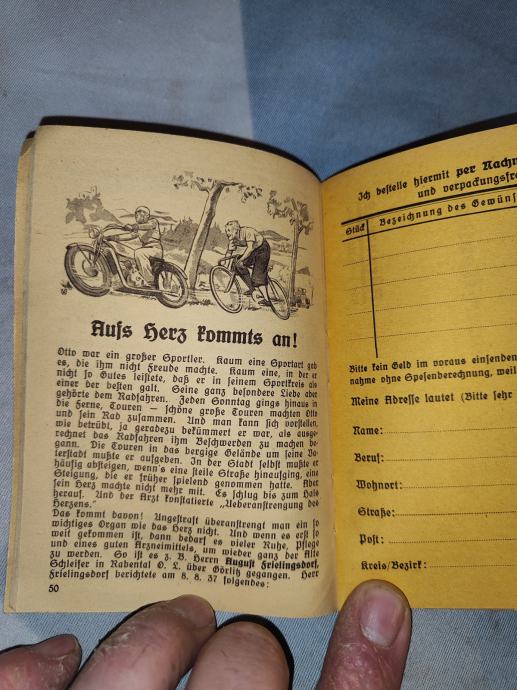 Aufs Herz kommts an!
Otto war ein großer Sportler. Kaum eine Sportart gab
es, die ihm nicht Freude machte. Kaum eine, in der er
nicht so Gutes leistete, daß er in seinem Sportkreis als
einer der besten galt. Seine ganz besondere Liebe aber
gehörte dem Radfahren. Jeden Sonntag gings hinaus in
die Ferne, Touren – schöne große Touren machten Otto
und sein Rad zusammen. Und man kann sich vorstellen,
wie betrübt, ja geradezu bekümmert er war, als ausge-
rechnet das Radfahren ihm Beschwerden zu machen be-
gann. Die Touren in das bergige Gelände um seine Va-
terstadt mußte er aufgeben. In der Stadt selbst mußte er
häufig absteigen, wenn's eine steile Straße hinaufging, eine
Steigung, die er früher spielend genommen hatte. Aber
sein Herz machte nicht mehr mit. Es schlug bis zum Hals
herauf. Und der Arzt konstatierte „Ueberanstrengung des
Herzens."
Das kommt davon! Ungestraft überanstrengt man ein so
wichtiges Organ wie das Herz nicht. Und wenn es erst so
weit gekommen ist, dann bedarf es vieler Ruhe, Pflege
und eines guten Arzneimittels, um wieder ganz der Alte
zu werden. So ist es z. B. Herrn August Frielingsdorf,
Schleifer in Rabental O. L. über Görlitz gegangen. Herr
Frielingsdorf berichtete am 8. 8. 37 folgendes:
50
Ich bestelle hiermit per Nachn
und verpackungsfre
Stück Bezeichnung des Gewüns
Bitte kein Geld im voraus einsenden
nahme ohne Spesenberechnung, weil
Meine Adresse lautet (Bitte sehr
Name:
Beruf:
Wohnort:
Straße:
Post:
Kreis/Bezirk: